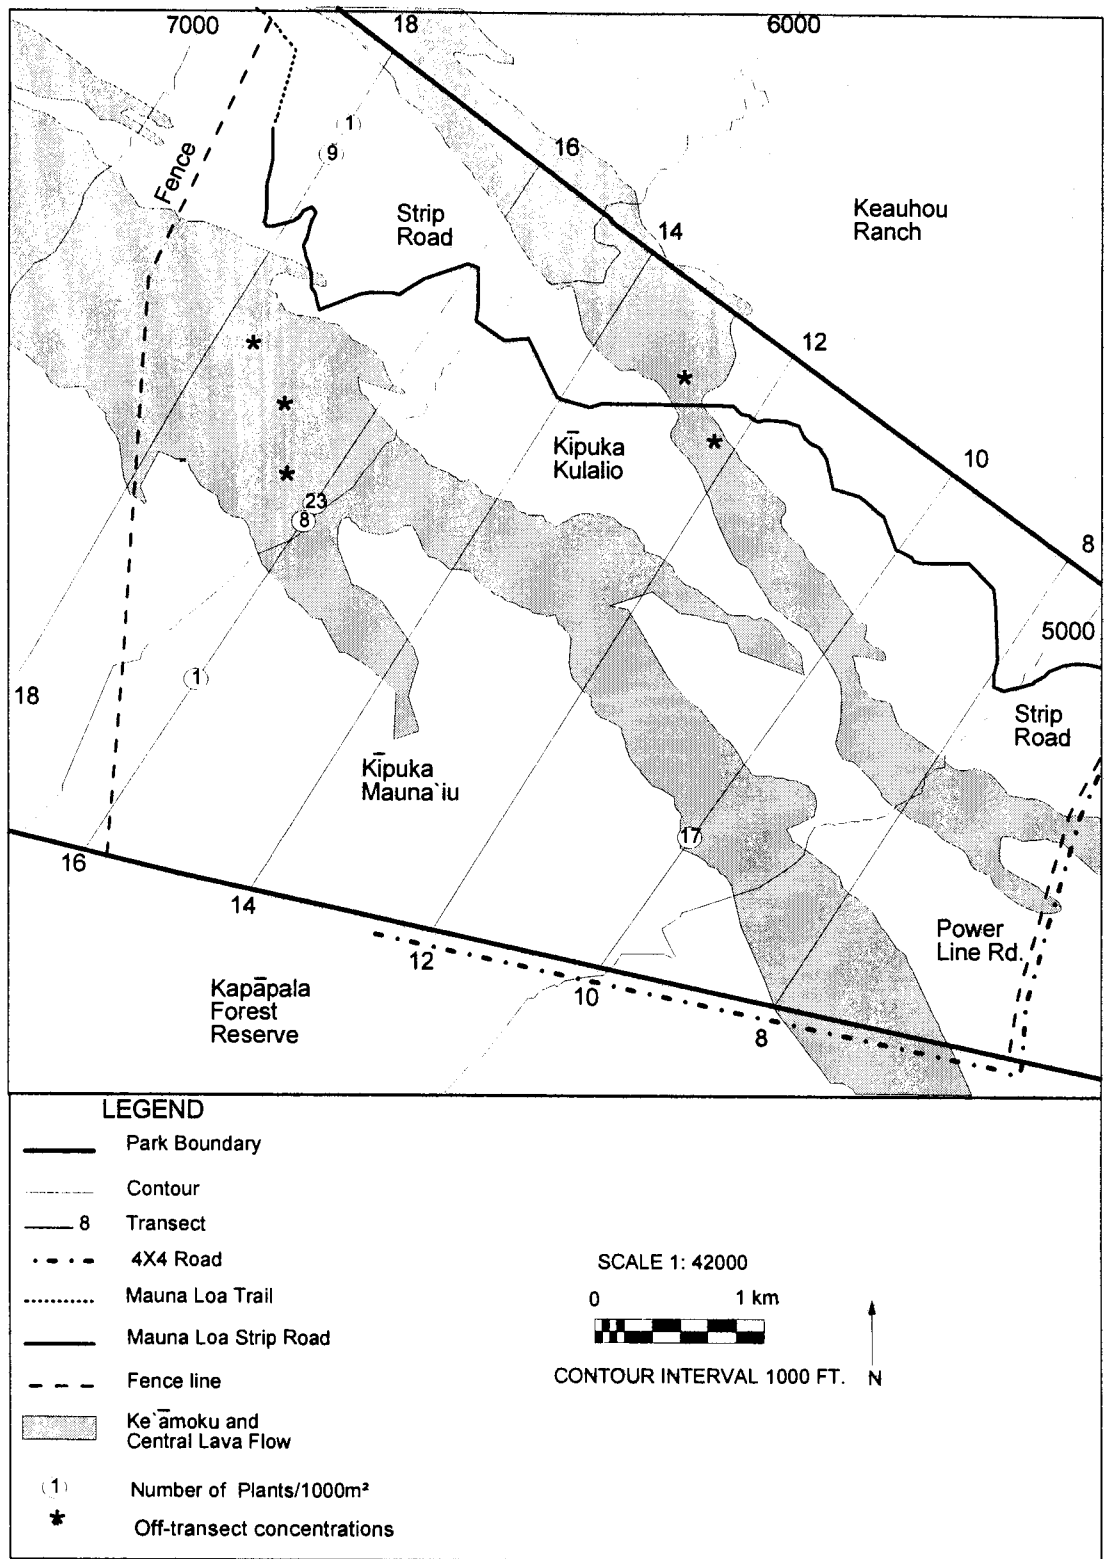 7000
18
6000
1
9
Fence
16
Strip
Road
Keauhou
Ranch
14
12
Kīpuka
Kulalio
10
23
8
8
5000
1
18
Strip
Road
Kīpuka
Mauna`iu
17
16
14
Power
Line Rd.
12
10
Kapāpala
Forest
Reserve
8
LEGEND
Park Boundary
Contour
8 Transect
4X4 Road
Mauna Loa Trail
Mauna Loa Strip Road
Fence line
Ke`āmoku and
Central Lava Flow
1 Number of Plants/1000m²
* Off-transect concentrations
SCALE 1: 42000
0 1 km
CONTOUR INTERVAL 1000 FT. N